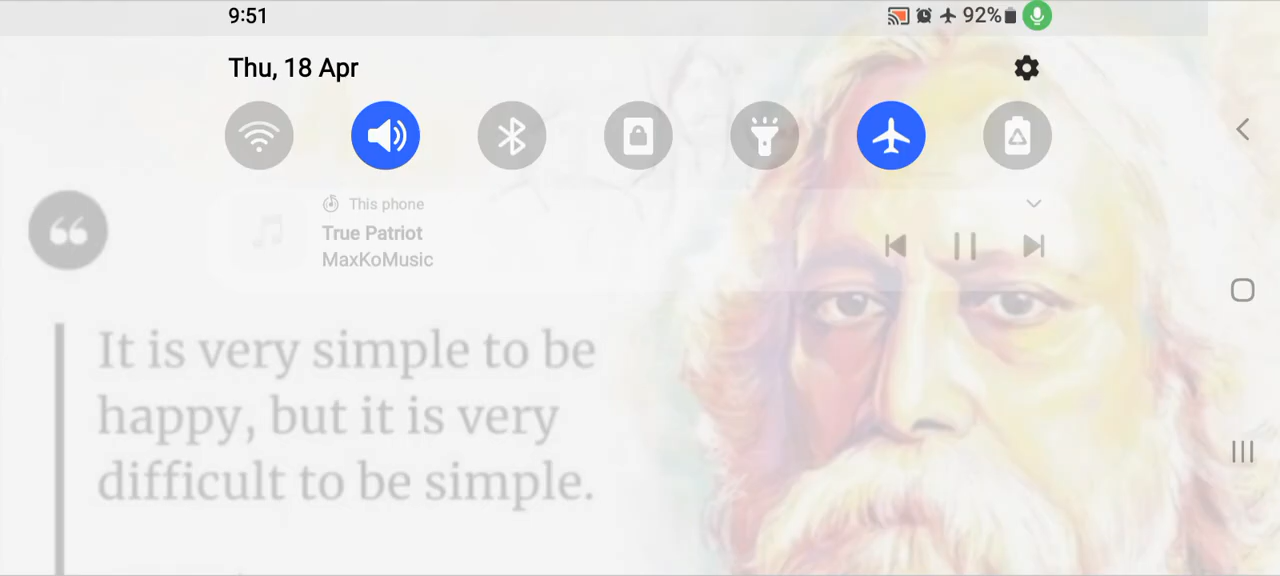 9:51
92%
Thu, 18 Apr
This phone
True Patriot
MaxKoMusic
It is very simple to be
happy, but it is very
difficult to be simple.